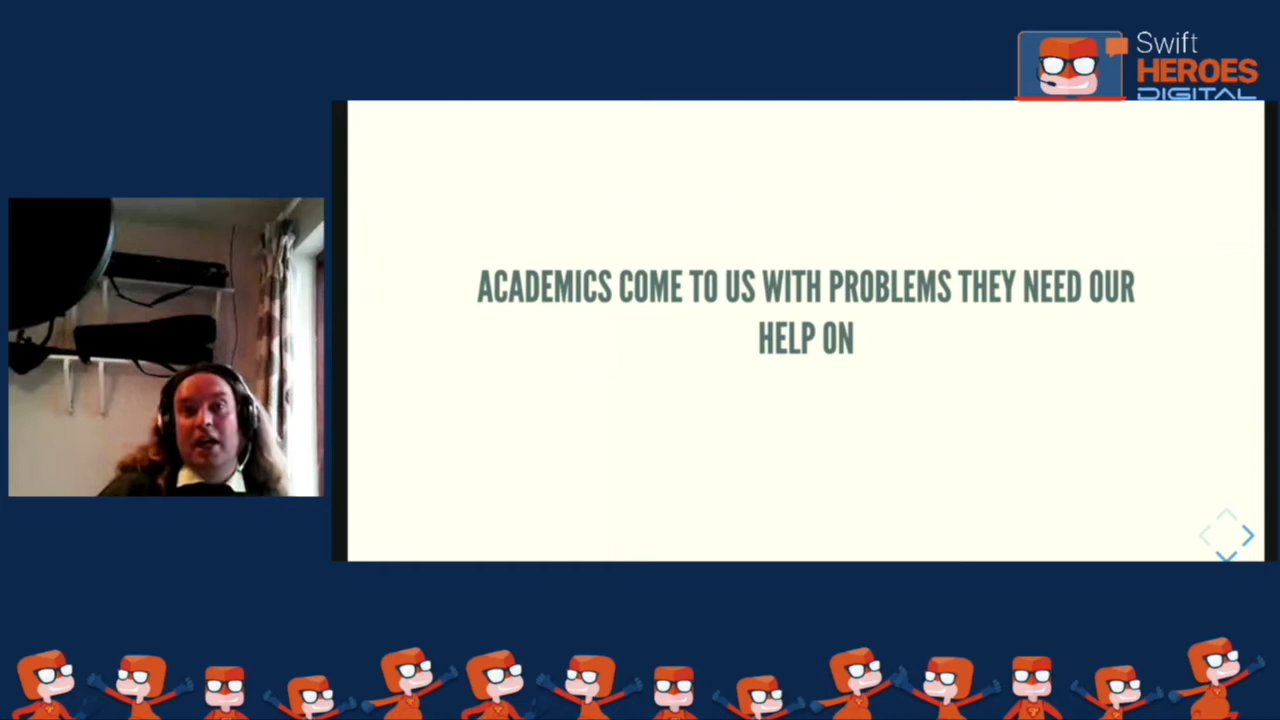 Swift
HEROES
DIGITAL
ACADEMICS COME TO US WITH PROBLEMS THEY NEED OUR
HELP ON